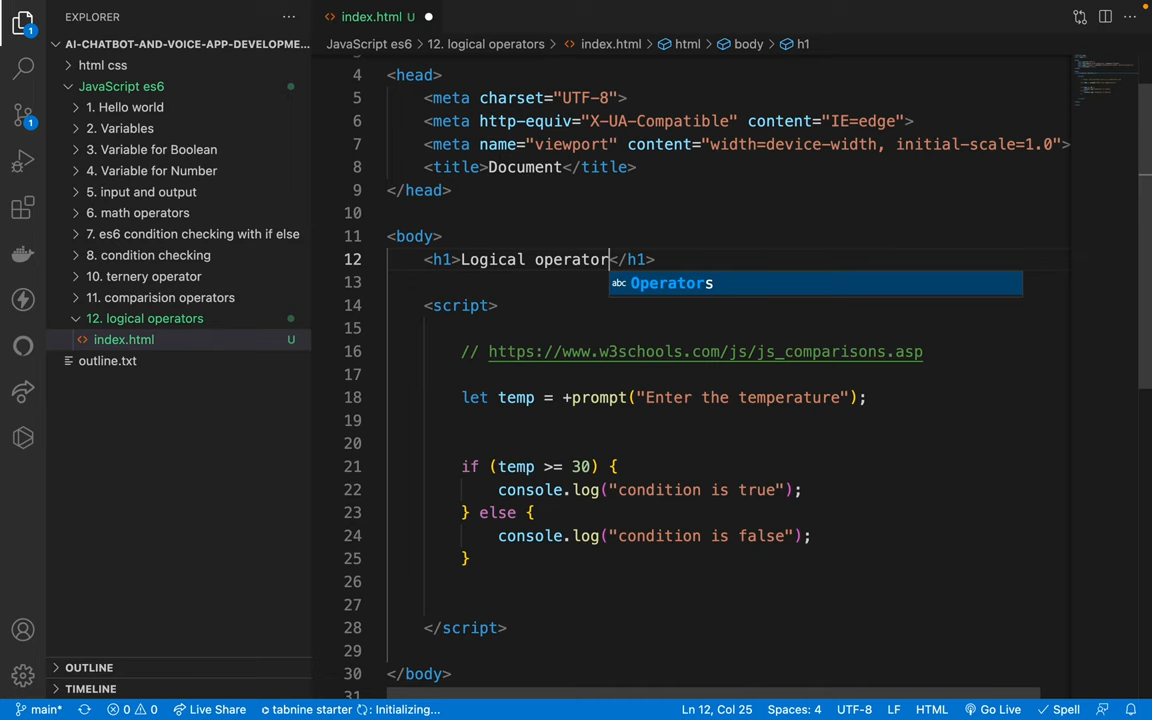 EXPLORER
AI-CHATBOT-AND-VOICE-APP-DEVELOPME...
html css
JavaScript es6
1. Hello world
2. Variables
3. Variable for Boolean
4. Variable for Number
5. input and output
6. math operators
7. es6 condition checking with if else
8. condition checking
10. ternery operator
11. comparision operators
12. logical operators
index.html U
outline.txt
OUTLINE
TIMELINE
1
1
index.html U
JavaScript es6 > 12. logical operators > index.html > html > body > h1
4 <head>
5 <meta charset="UTF-8">
6 <meta http-equiv="X-UA-Compatible" content="IE=edge">
7 <meta name="viewport" content="width=device-width, initial-scale=1.0">
8 <title>Document</title>
9 </head>
10
11 <body>
12 <h1>Logical operator</h1>
abc Operators
13
14 <script>
15
16 // https://www.w3schools.com/js/js_comparisons.asp
17
18 let temp = +prompt("Enter the temperature");
19
20
21 if (temp >= 30) {
22 console.log("condition is true");
23 } else {
24 console.log("condition is false");
25 }
26
27
28 </script>
29
30 </body>
31
main* 0 0 Live Share tabnine starter : Initializing... Ln 12, Col 25 Spaces: 4 UTF-8 LF HTML Go Live Spell